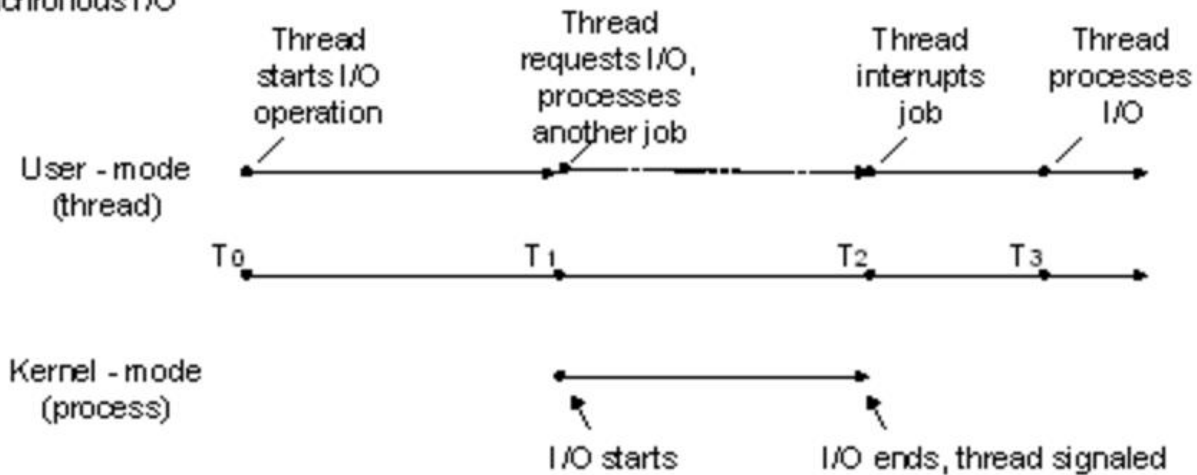 Thread
starts I/O
operation
Thread
requests I/O,
processes
another job
Thread
interrupts
job
Thread
processes
I/O
User - mode
(thread)
T0
T1
T2
T3
Kernel - mode
(process)
I/O starts
I/O ends, thread signaled